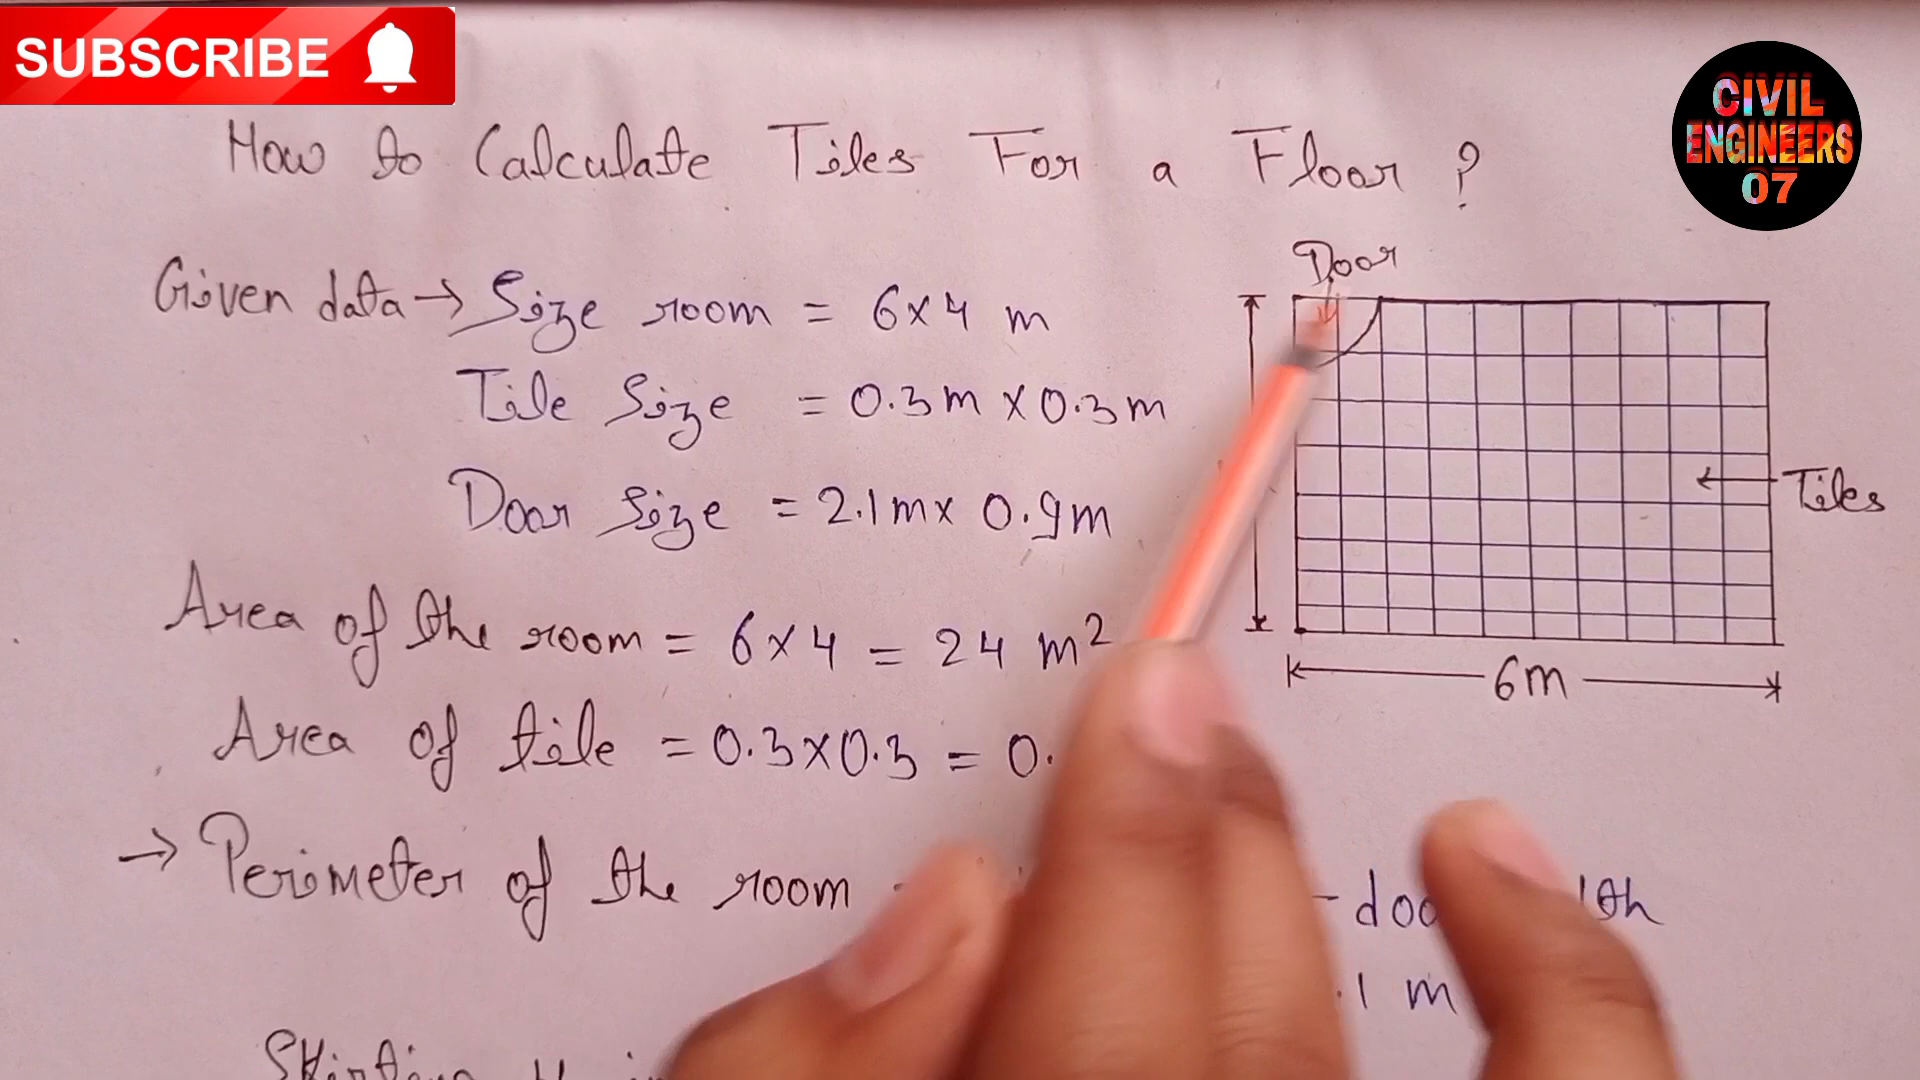 SUBSCRIBE
CIVIL
ENGINEERS
07
How to Calculate Tiles For a Floor ?
Given data → Size room = 6x4 m
Tile Size = 0.3m x 0.3m
Door Size = 2.1m x 0.9m
Area of the room = 6x4 = 24 m²
Area of tile = 0.3x0.3 = 0.
→ Perimeter of the room
.1 m
Door
Tiles
6m